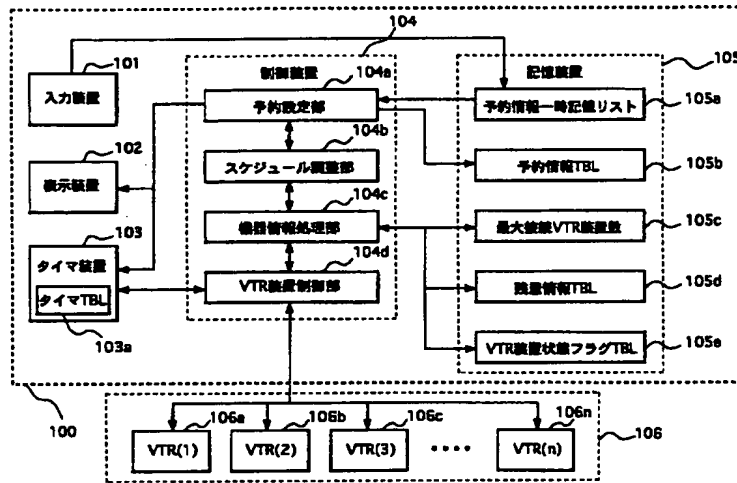 104
105
101
入力装置
制御装置
104a
予約設定部
104b
スケジュール調整部
104c
機器情報処理部
104d
VTR装置制御部
102
表示装置
103
タイマ装置
タイマTBL
103a
記憶装置
予約情報一時記憶リスト
105a
予約情報TBL
105b
最大接続VTR装置数
105c
残量情報TBL
105d
VTR装置状態フラグTBL
105e
100
106a
VTR(1)
106b
VTR(2)
106c
VTR(3)
106n
VTR(n)
106